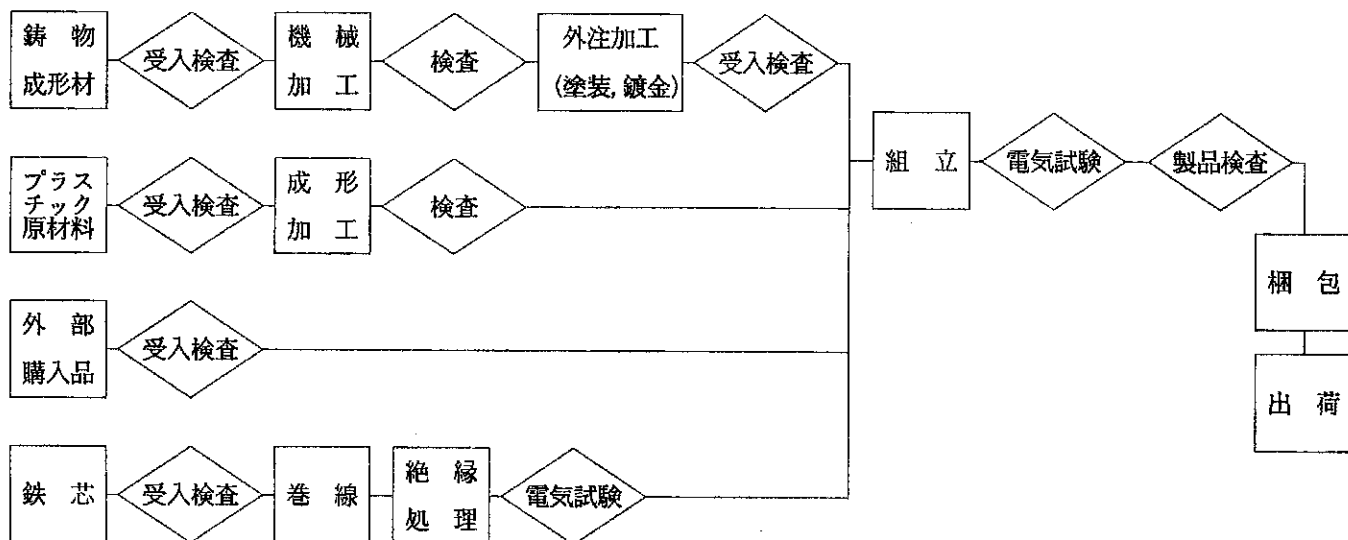 鋳物
成形材
受入検査
機械
加工
検査
外注加工
(塗装,鍍金)
受入検査
プラス
チック
原材料
受入検査
成形
加工
検査
外部
購入品
受入検査
鉄芯
受入検査
巻線
絶縁
処理
電気試験
組立
電気試験
製品検査
梱包
出荷